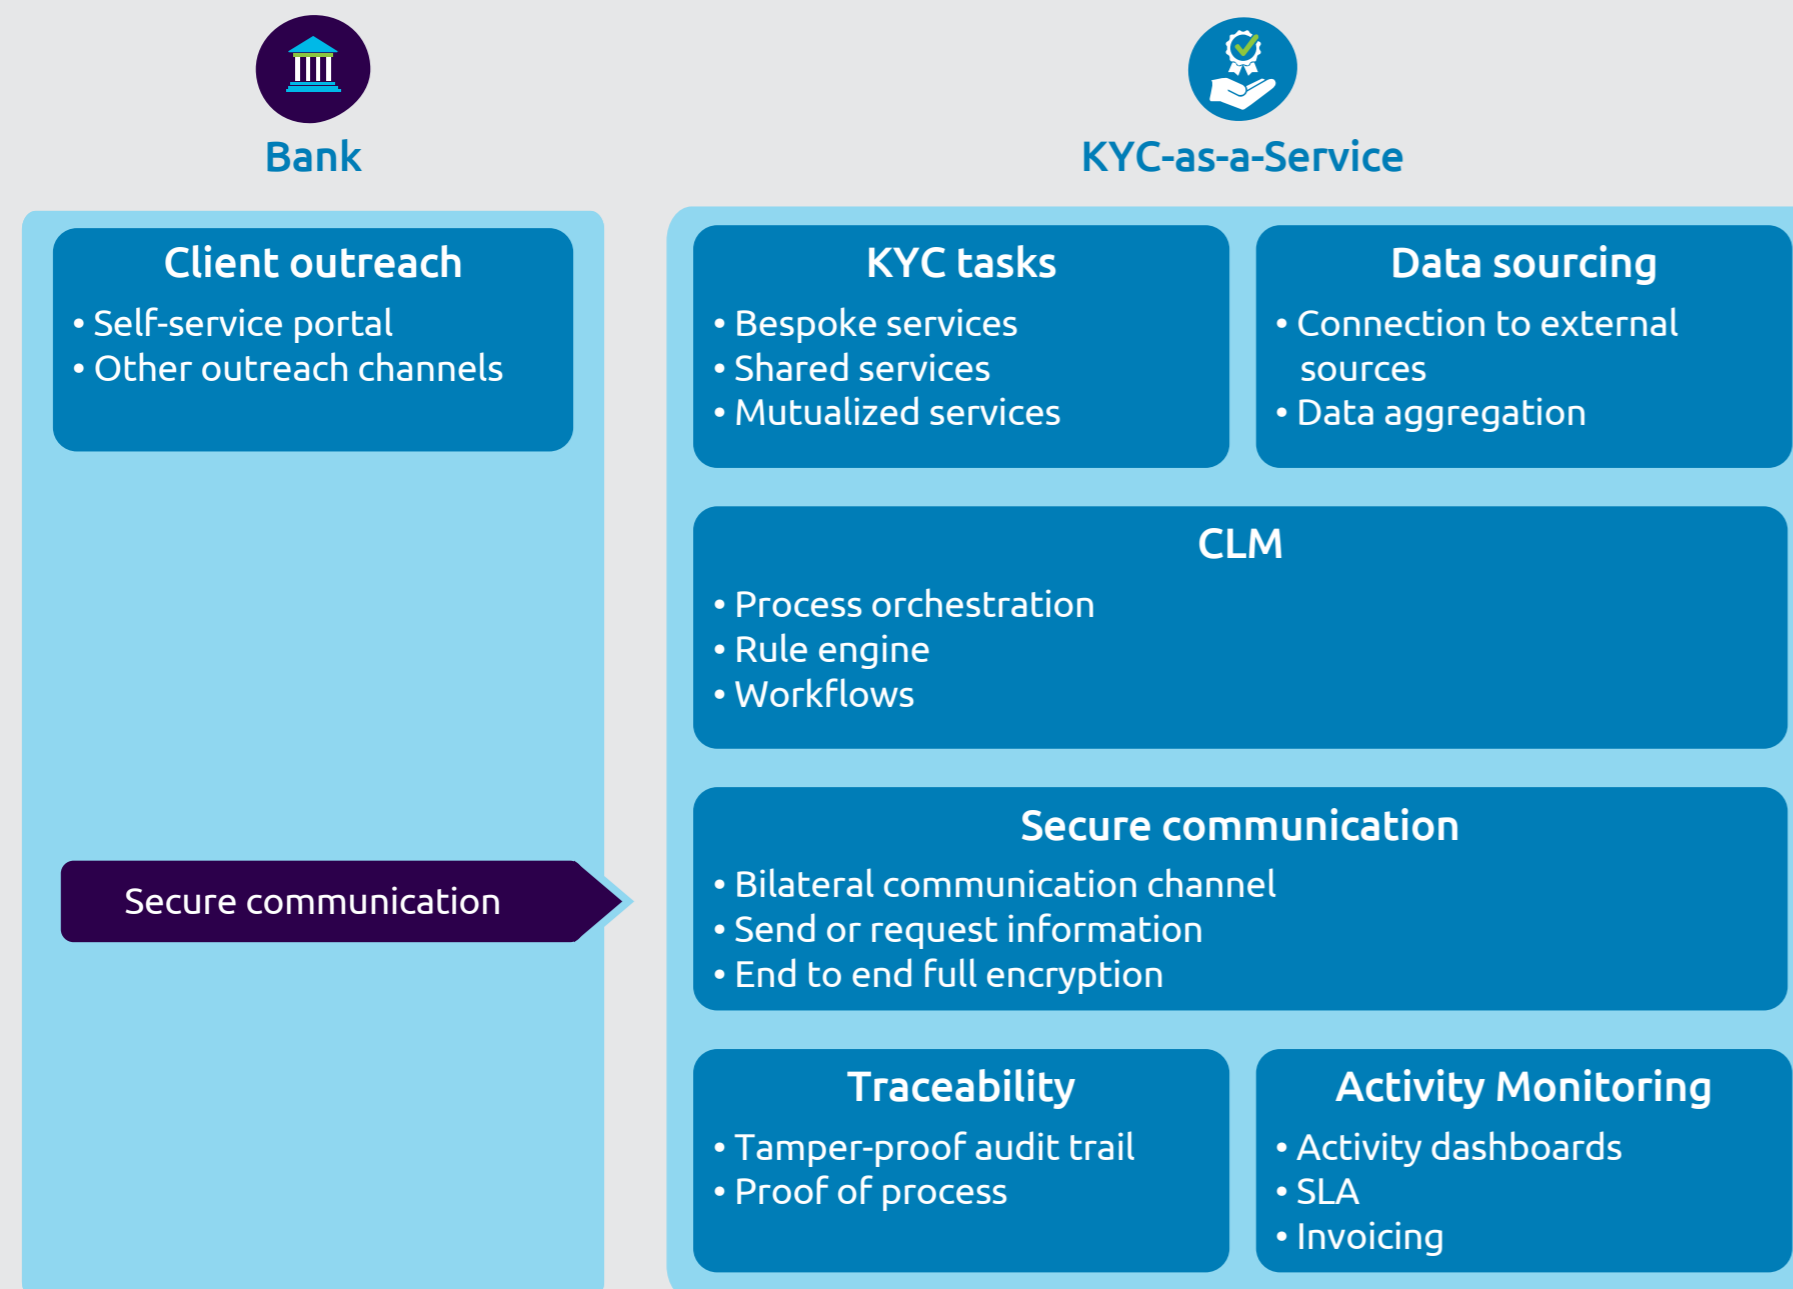 Bank
KYC-as-a-Service
Client outreach
• Self-service portal
• Other outreach channels
Secure communication
KYC tasks
• Bespoke services
• Shared services
• Mutualized services
Data sourcing
• Connection to external
sources
• Data aggregation
CLM
• Process orchestration
• Rule engine
• Workflows
Secure communication
• Bilateral communication channel
• Send or request information
• End to end full encryption
Traceability
• Tamper-proof audit trail
• Proof of process
Activity Monitoring
• Activity dashboards
• SLA
• Invoicing